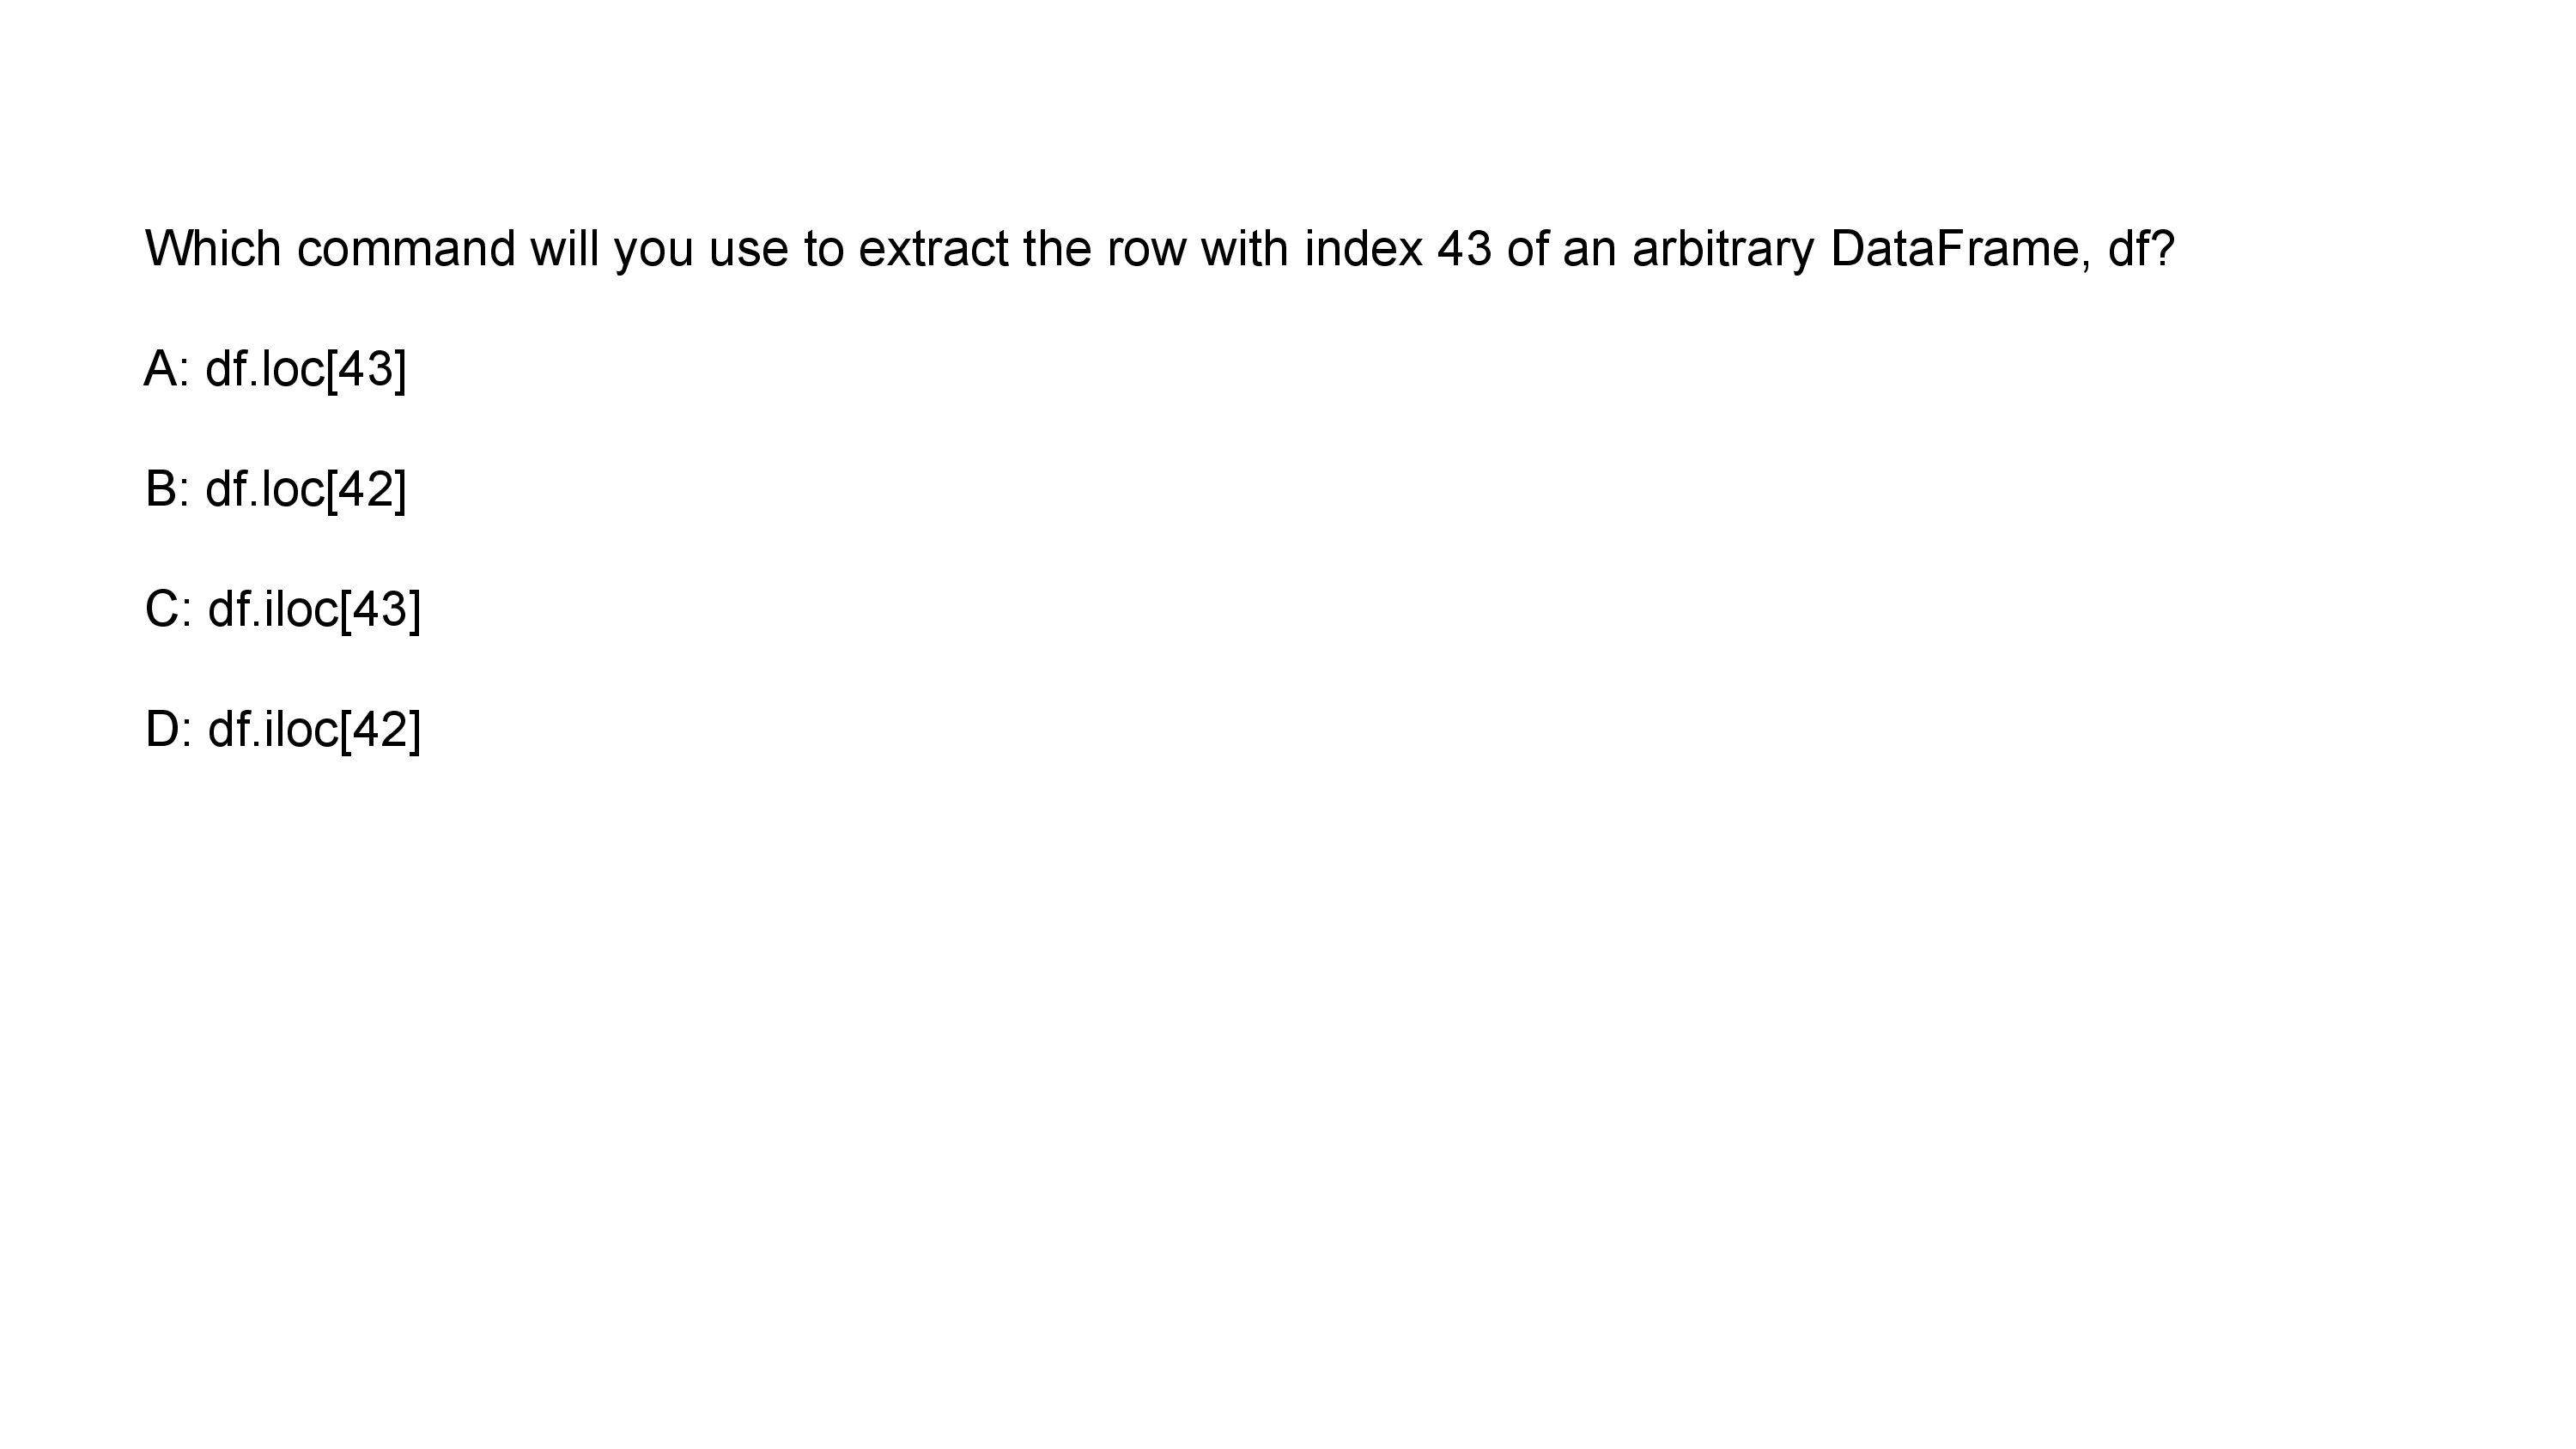 Which command will you use to extract the row with index 43 of an arbitrary DataFrame, df?
A: df.loc[43]
B: df.loc[42]
C: df.iloc[43]
D: df.iloc[42]